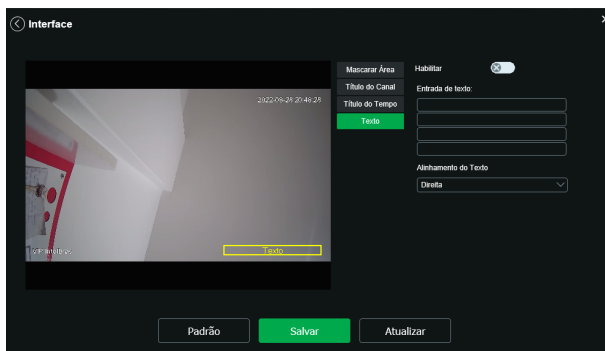 Interface
Mascarar Área
Título do Canal
Título do Tempo
Texto
Habilitar
Entrada de texto:
Alinhamento do Texto
Direita
2022-08-28 20:48:28
Texto
Padrão
Salvar
Atualizar